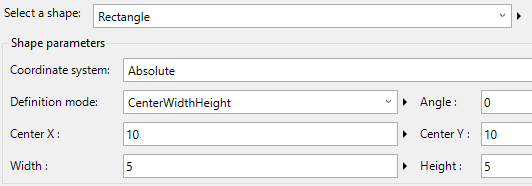 Select a shape: Rectangle
Shape parameters
Coordinate system: Absolute
Definition mode: CenterWidthHeight Angle : 0
Center X : 10 Center Y : 10
Width : 5 Height : 5